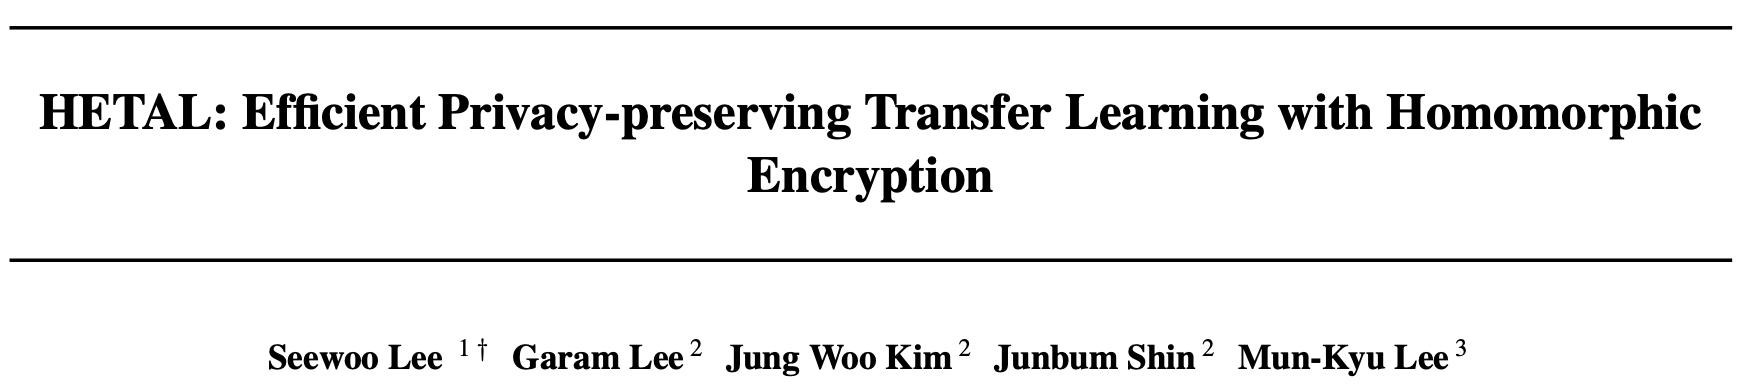 HETAL: Efficient Privacy-preserving Transfer Learning with Homomorphic
Encryption
Seewoo Lee 1 † Garam Lee 2 Jung Woo Kim 2 Junbum Shin 2 Mun-Kyu Lee 3